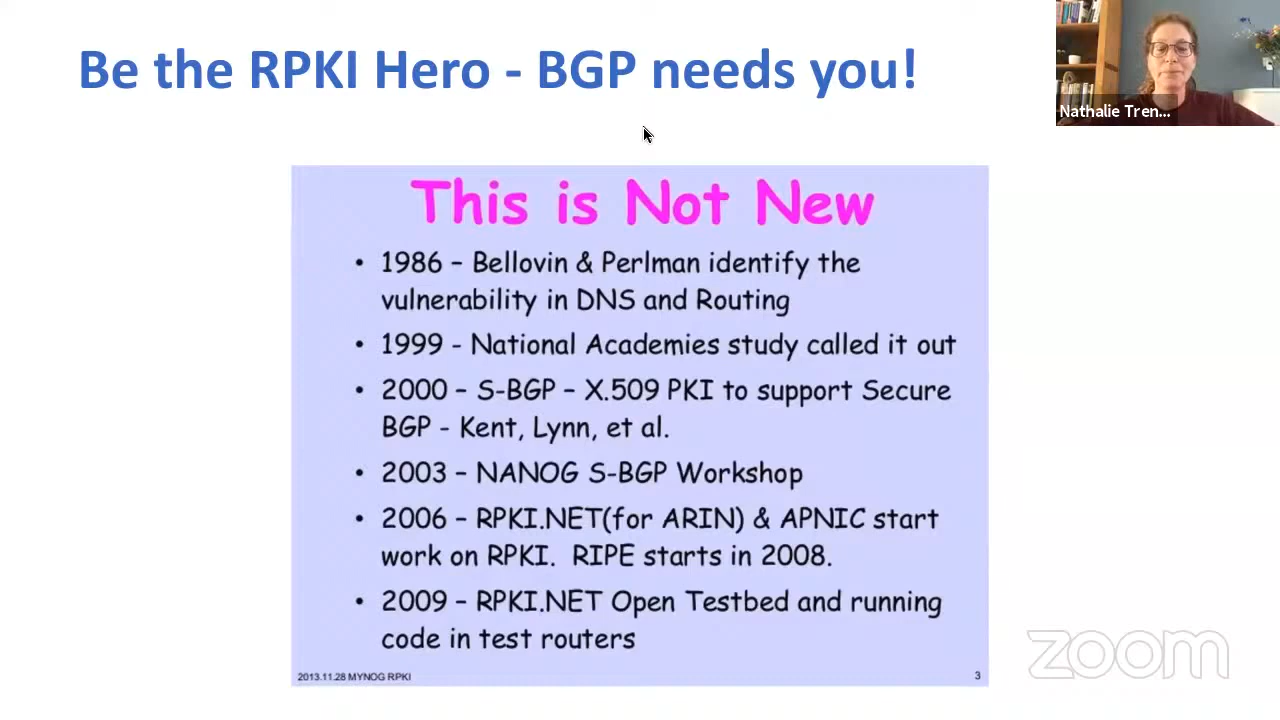 Be the RPKI Hero - BGP needs you!
Nathalie Tren...
This is Not New
• 1986 – Bellovin & Perlman identify the
vulnerability in DNS and Routing
• 1999 - National Academies study called it out
• 2000 – S-BGP – X.509 PKI to support Secure
BGP - Kent, Lynn, et al.
• 2003 – NANOG S-BGP Workshop
• 2006 – RPKI.NET(for ARIN) & APNIC start
work on RPKI. RIPE starts in 2008.
• 2009 – RPKI.NET Open Testbed and running
code in test routers
2013.11.28 MYNOG RPKI
3
zoom